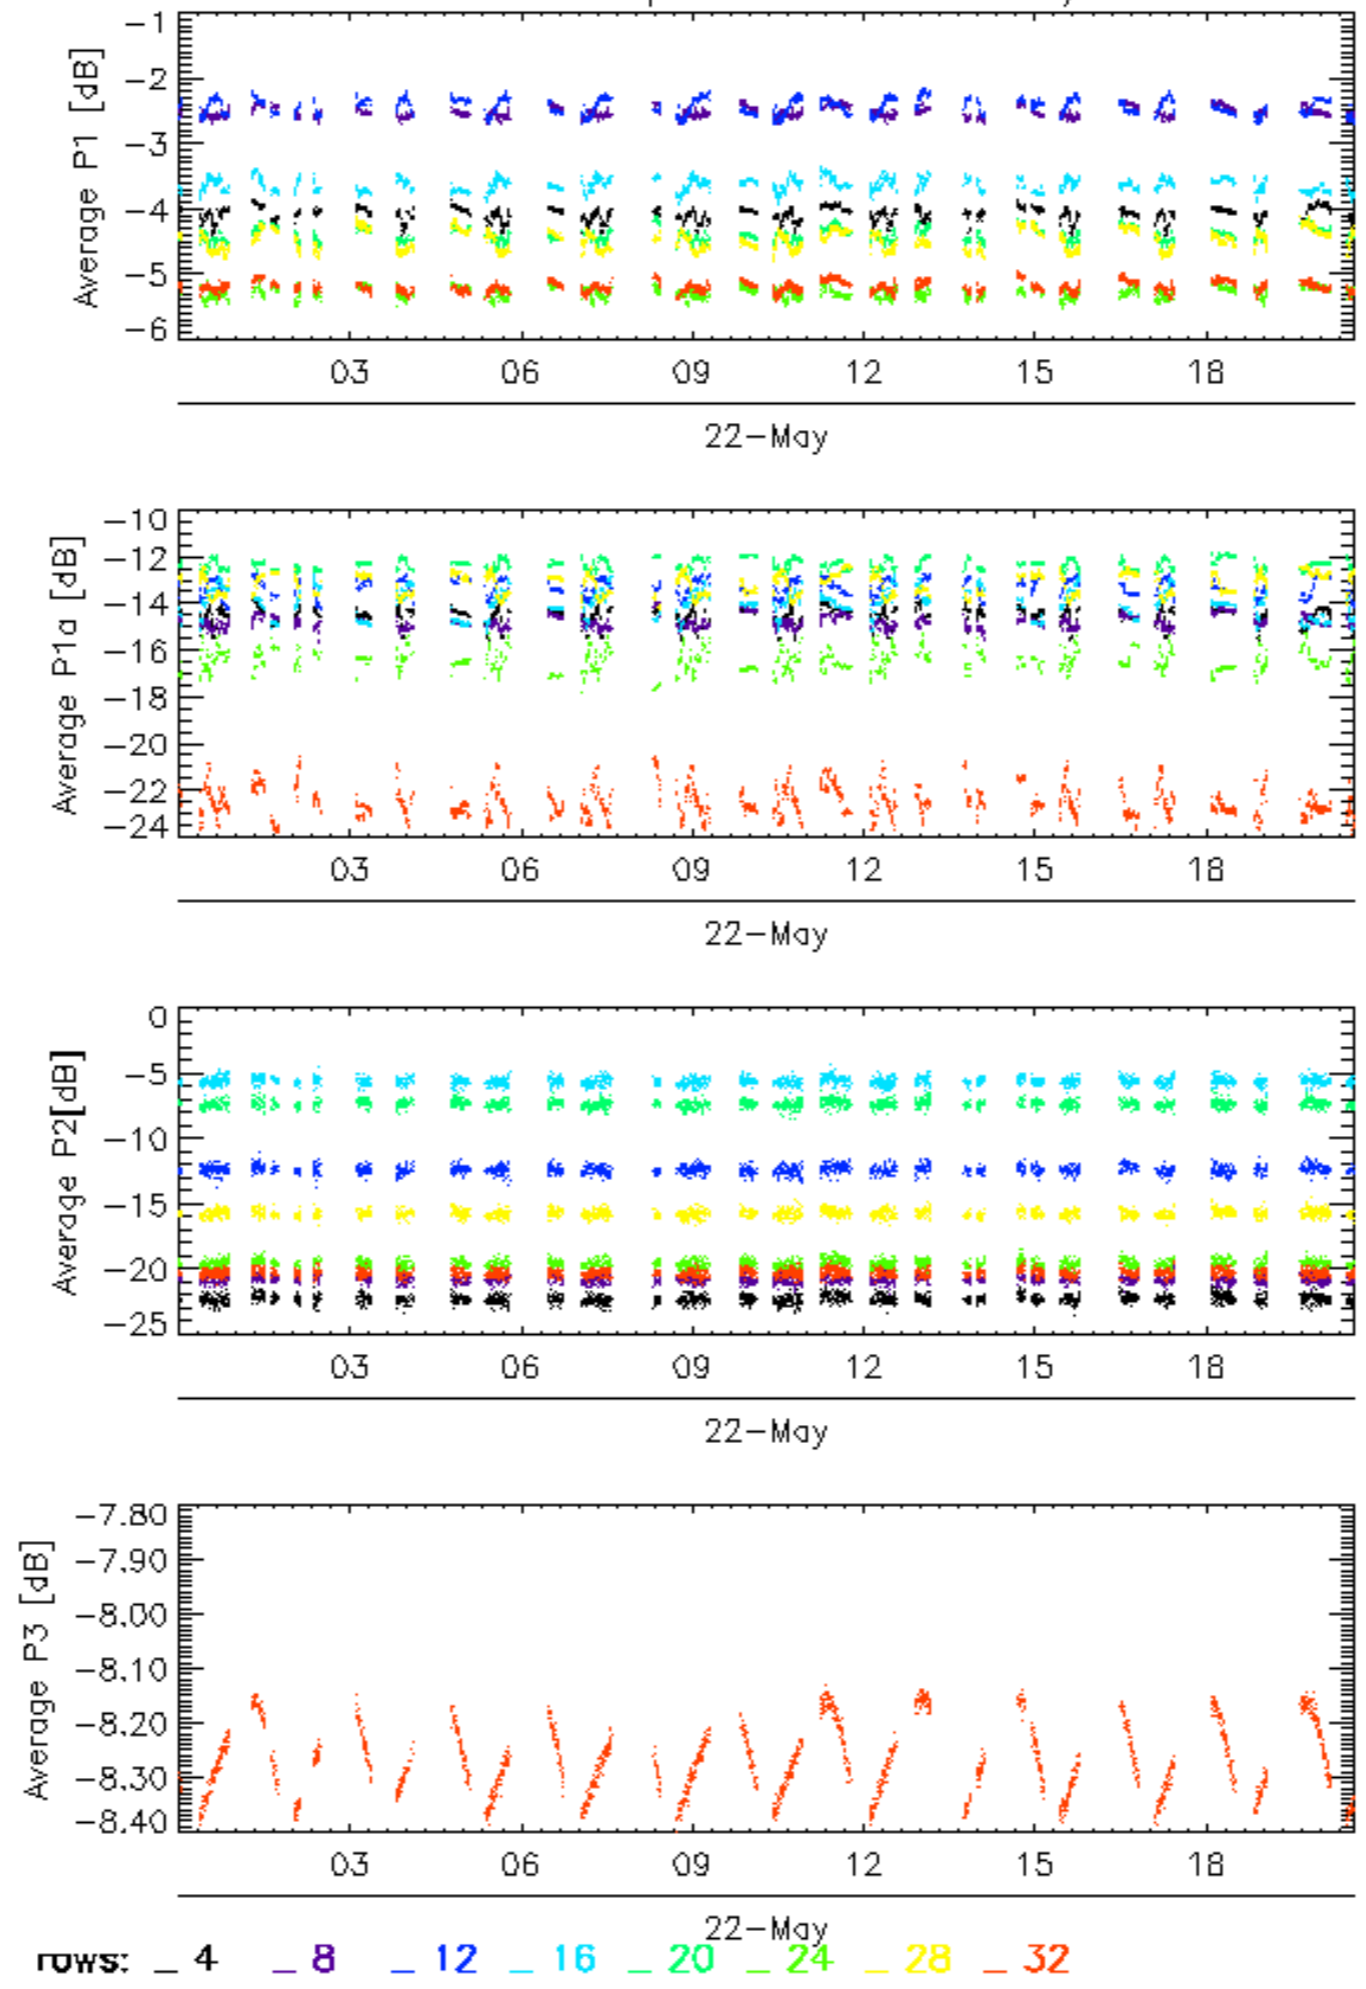 Average P1 [dB]
-1
-2
-3
-4
-5
-6
03 06 09 12 15 18
22-May
Average P1a [dB]
-10
-12
-14
-16
-18
-20
-22
-24
03 06 09 12 15 18
22-May
Average P2[dB]
0
-5
-10
-15
-20
-25
03 06 09 12 15 18
22-May
Average P3 [dB]
-7.80
-7.90
-8.00
-8.10
-8.20
-8.30
-8.40
03 06 09 12 15 18
22-May
rows: _ 4 _ 8 _ 12 _ 16 _ 20 _ 24 _ 28 _ 32